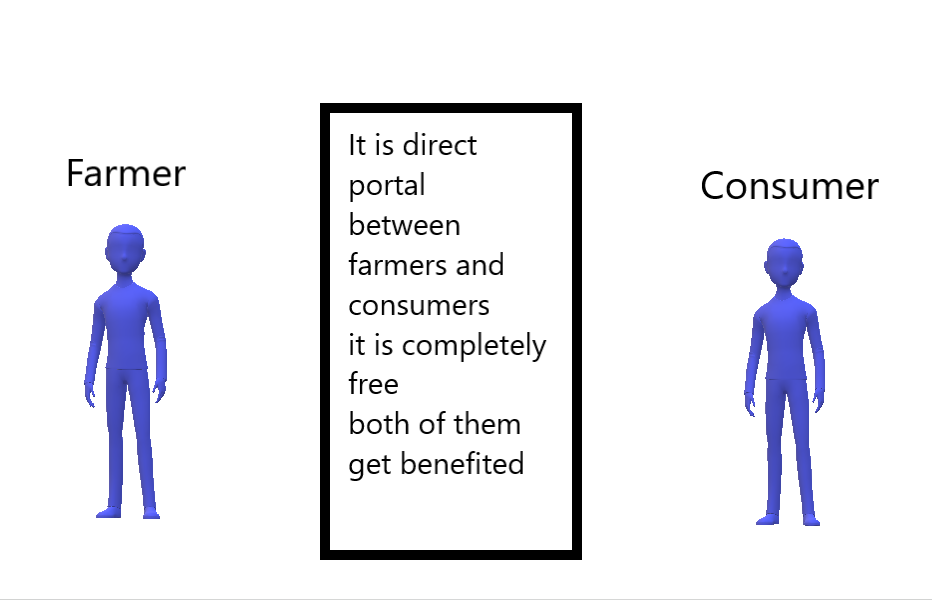 Farmer
Consumer
It is direct
portal
between
farmers and
consumers
it is completely
free
both of them
get benefited